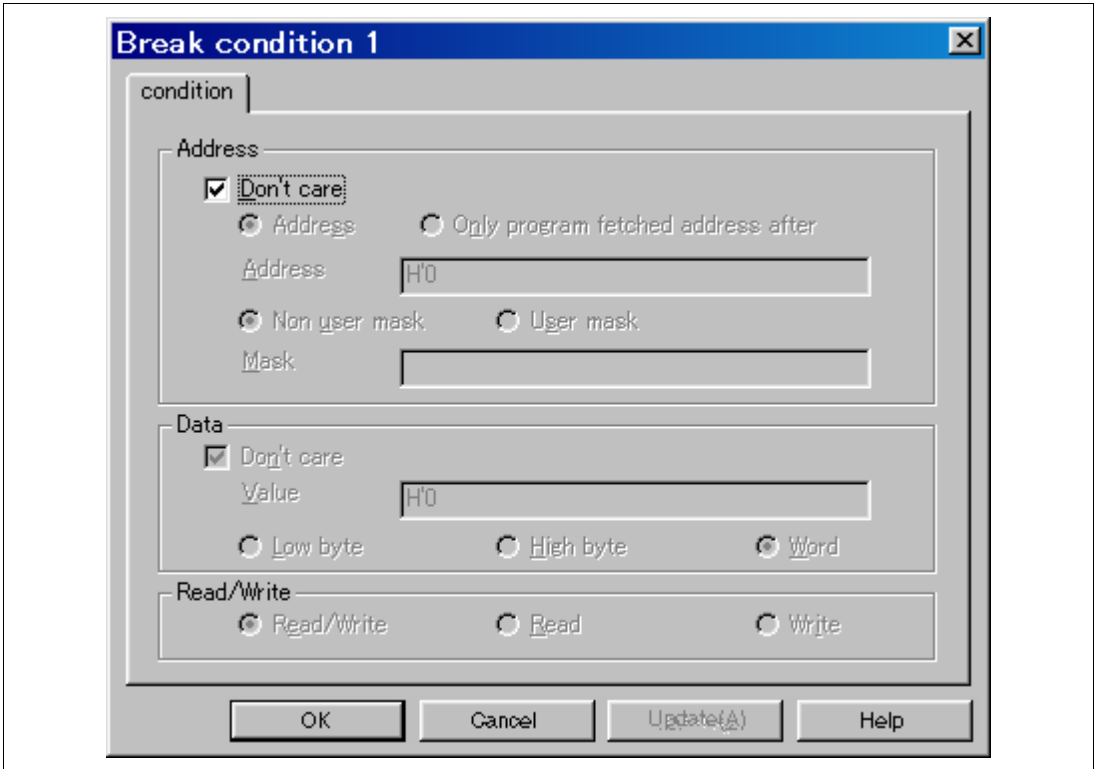 Break condition 1
condition
Address
Don't care
Address Only program fetched address after
Address H'0
Non user mask User mask
Mask
Data
Don't care
Value H'0
Low byte High byte Word
Read/Write
Read/Write Read Write
OK Cancel Update(A) Help